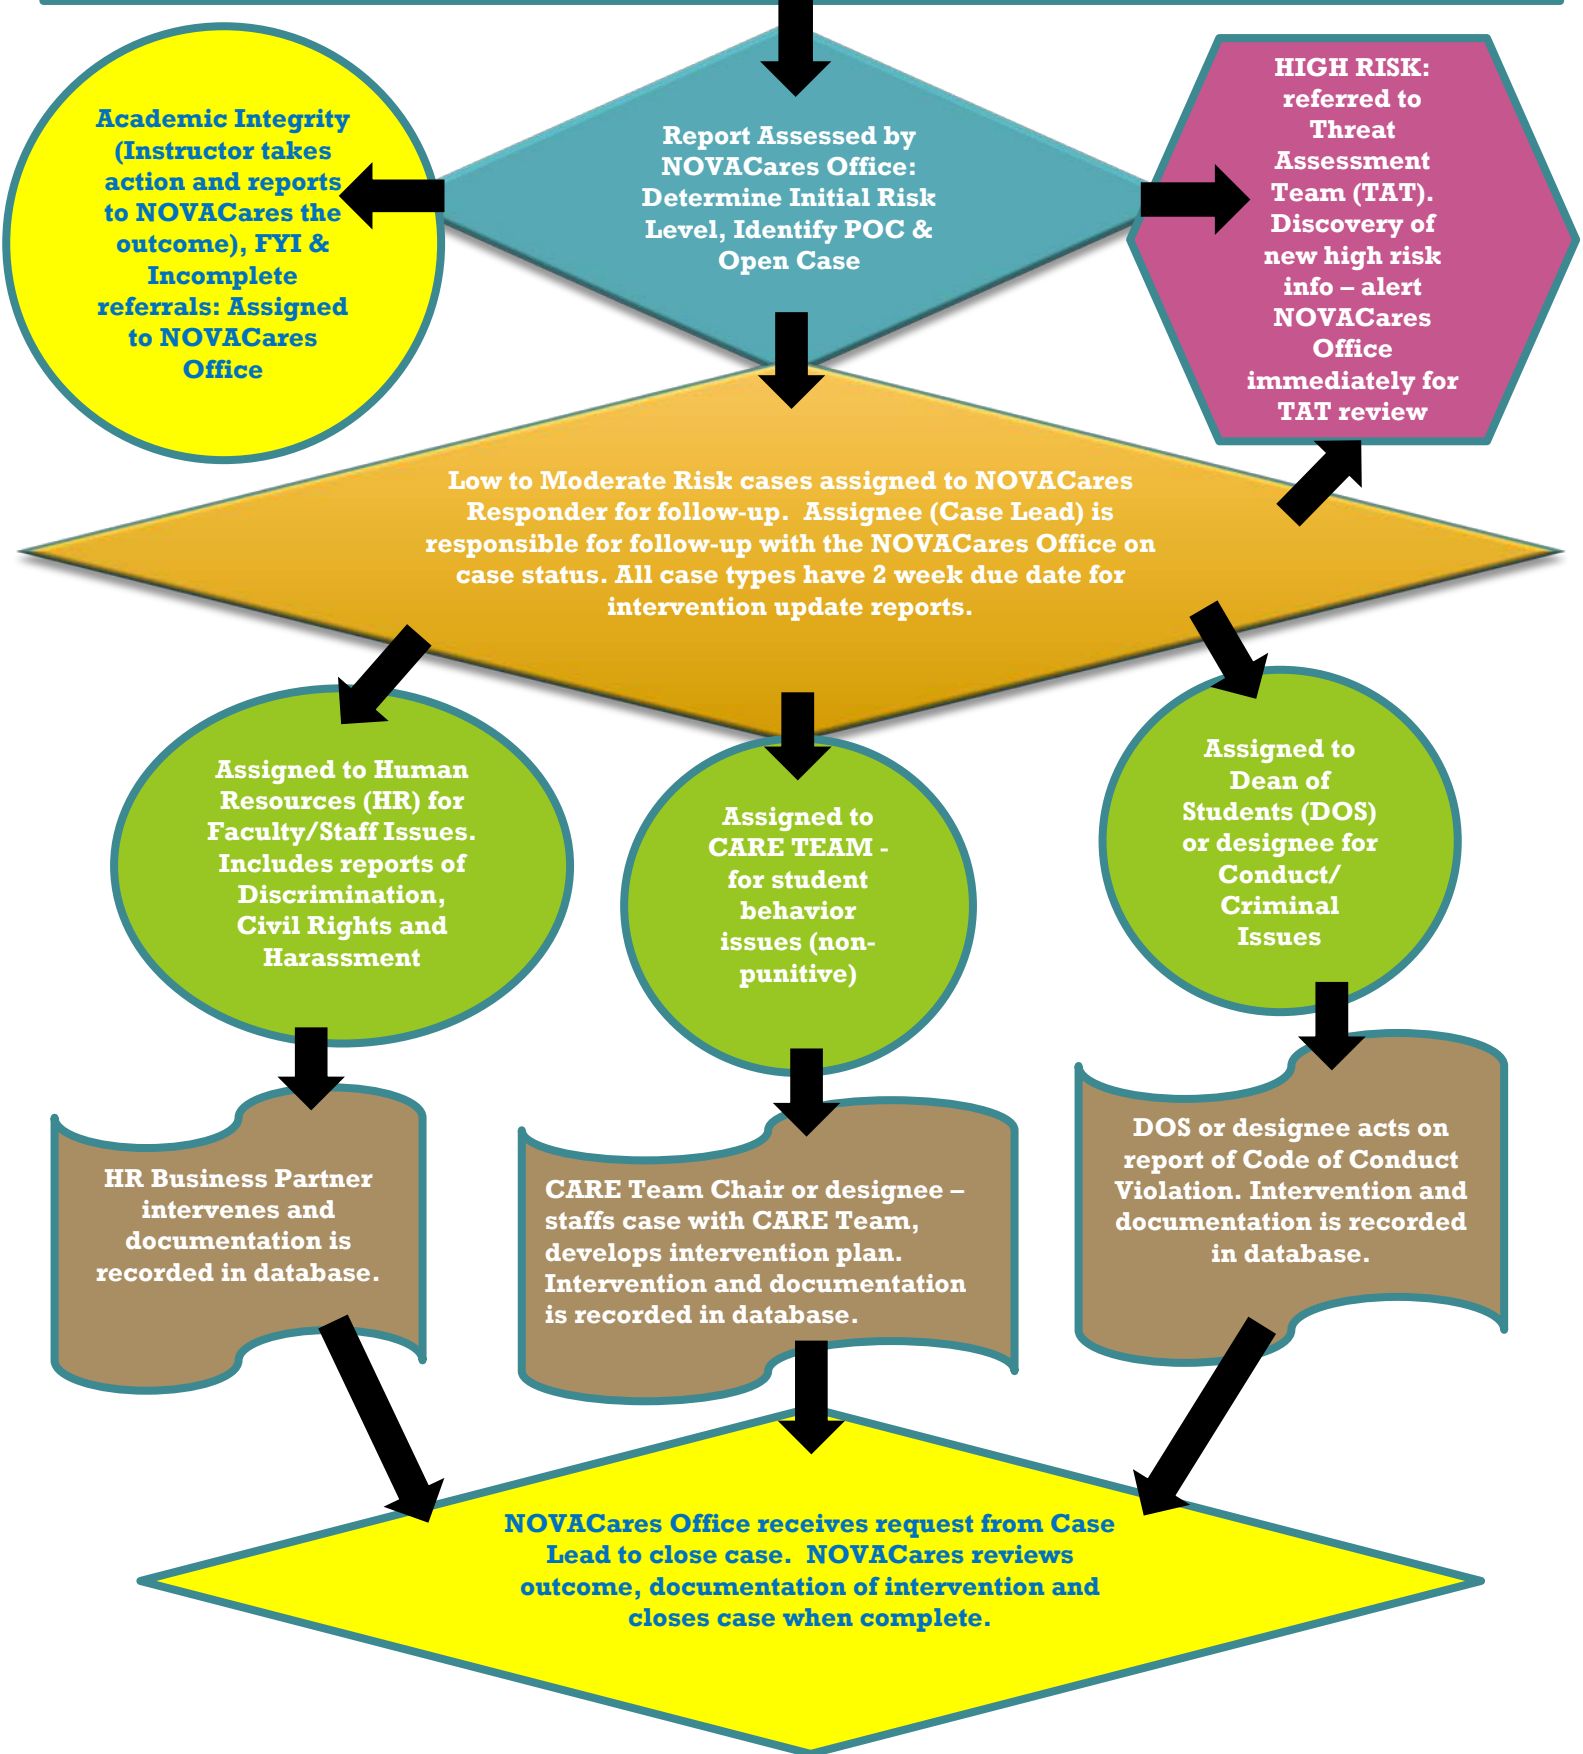 Academic Integrity
(Instructor takes
action and reports
to NOVACares the
outcome), FYI &
Incomplete
referrals: Assigned
to NOVACares
Office
Report Assessed by
NOVACares Office:
Determine Initial Risk
Level, Identify POC &
Open Case
HIGH RISK:
referred to
Threat
Assessment
Team (TAT).
Discovery of
new high risk
info – alert
NOVACares
Office
immediately for
TAT review
Low to Moderate Risk cases assigned to NOVACares
Responder for follow-up.  Assignee (Case Lead) is
responsible for follow-up with the NOVACares Office on
case status. All case types have 2 week due date for
intervention update reports.
Assigned to Human
Resources (HR) for
Faculty/Staff Issues.
Includes reports of
Discrimination,
Civil Rights and
Harassment
Assigned to
CARE TEAM -
for student
behavior
issues (non-
punitive)
Assigned to
Dean of
Students (DOS)
or designee for
Conduct/
Criminal
Issues
HR Business Partner
intervenes and
documentation is
recorded in database.
CARE Team Chair or designee –
staffs case with CARE Team,
develops intervention plan.
Intervention and documentation
is recorded in database.
DOS or designee acts on
report of Code of Conduct
Violation. Intervention and
documentation is recorded
in database.
NOVACares Office receives request from Case
Lead to close case.  NOVACares reviews
outcome, documentation of intervention and
closes case when complete.